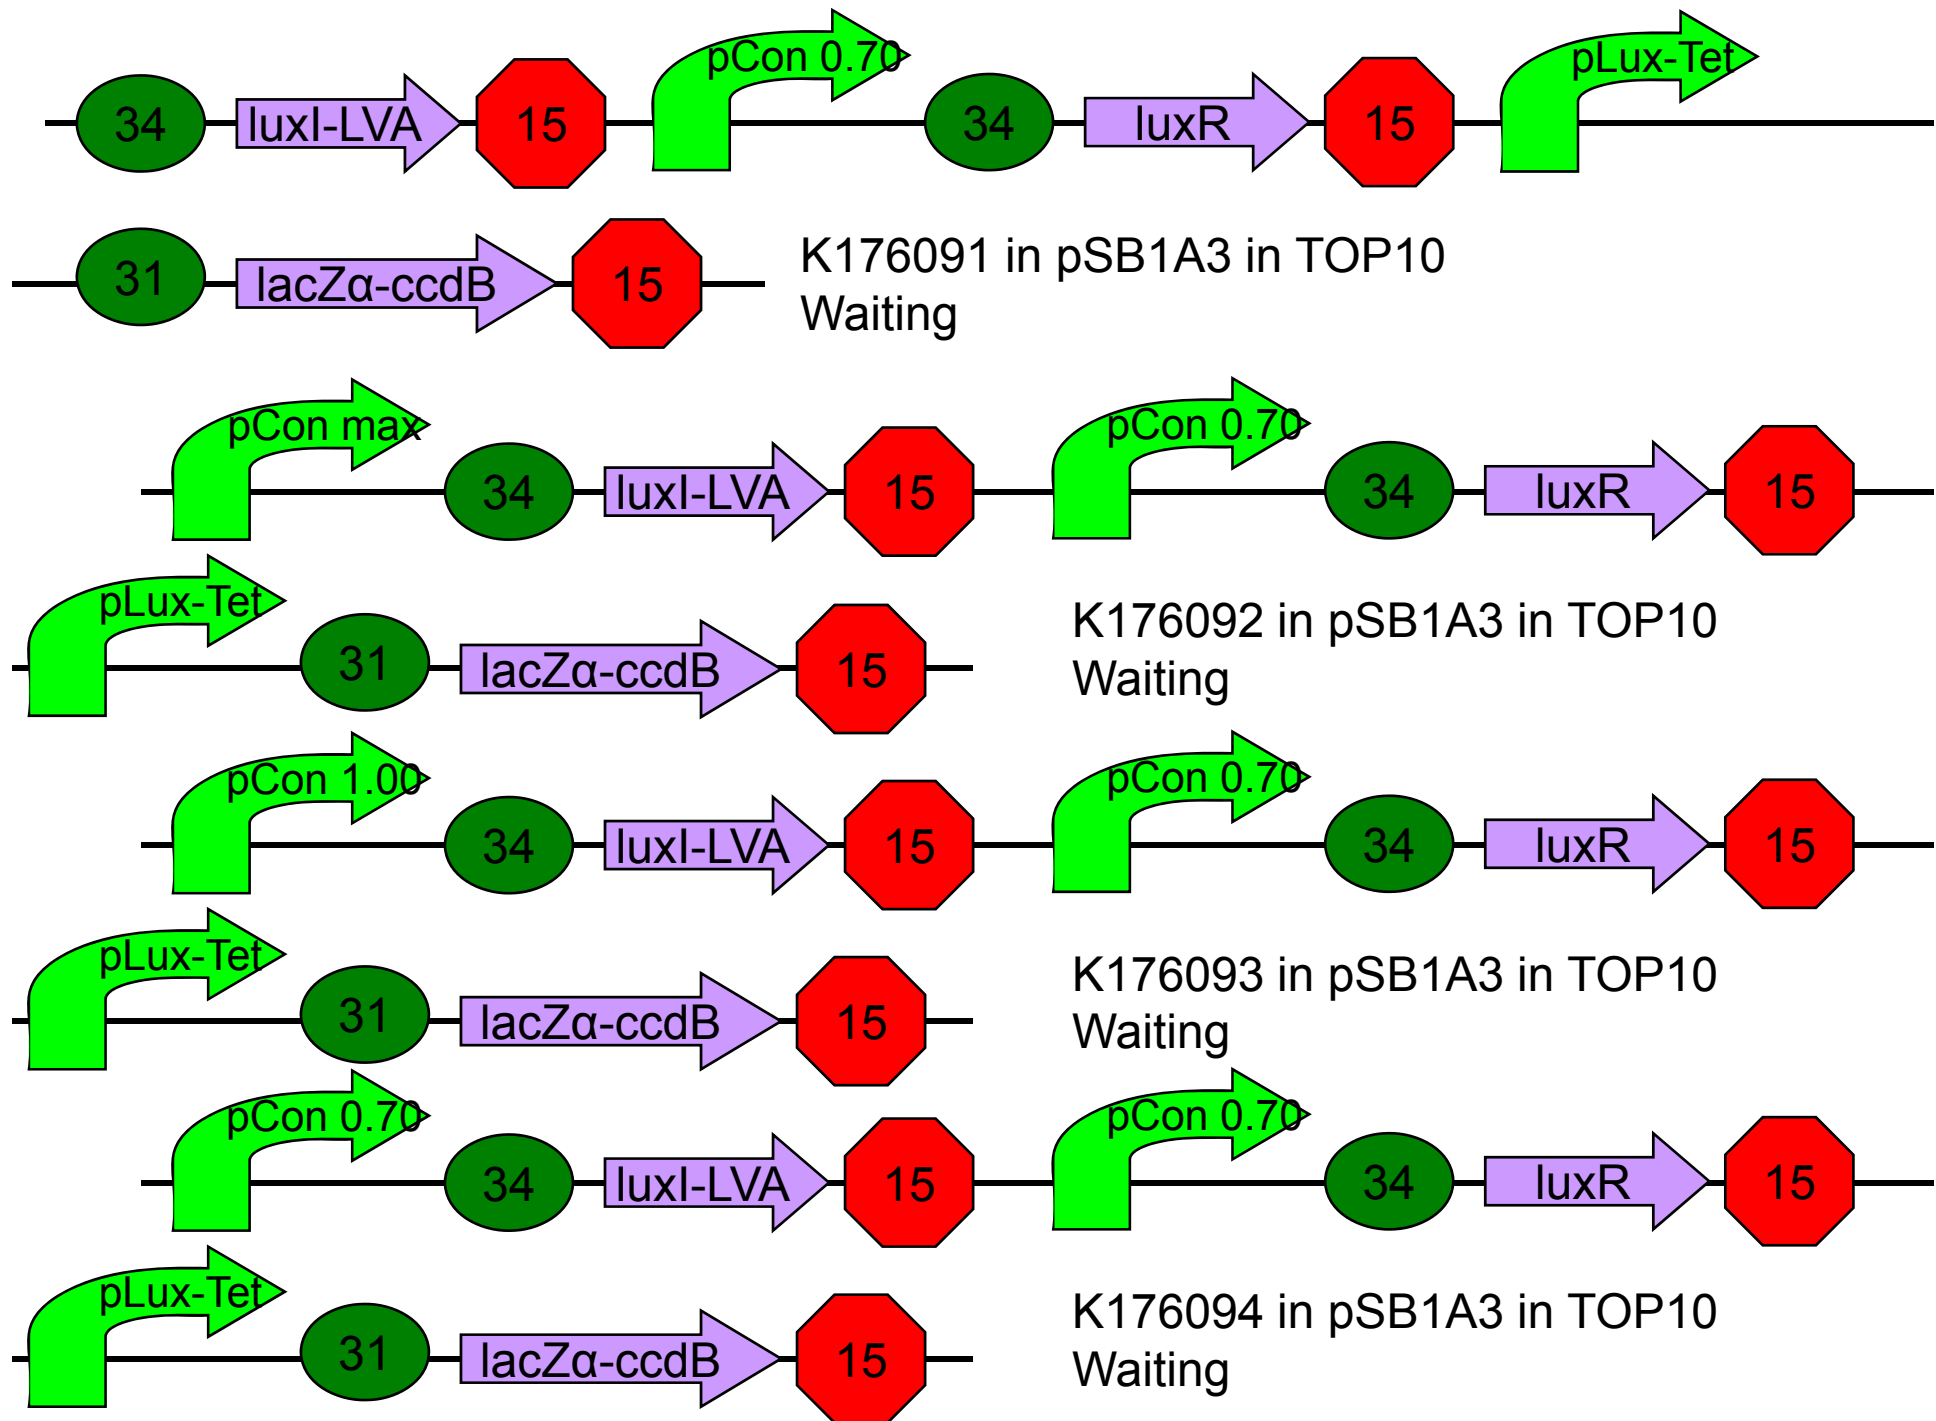 34 luxI-LVA 15 pCon 0.70 34 luxR 15 pLux-Tet
31 lacZα-ccdB 15 K176091 in pSB1A3 in TOP10
Waiting
pCon max 34 luxI-LVA 15 pCon 0.70 34 luxR 15
pLux-Tet 31 lacZα-ccdB 15 K176092 in pSB1A3 in TOP10
Waiting
pCon 1.00 34 luxI-LVA 15 pCon 0.70 34 luxR 15
pLux-Tet 31 lacZα-ccdB 15 K176093 in pSB1A3 in TOP10
Waiting
pCon 0.70 34 luxI-LVA 15 pCon 0.70 34 luxR 15
pLux-Tet 31 lacZα-ccdB 15 K176094 in pSB1A3 in TOP10
Waiting